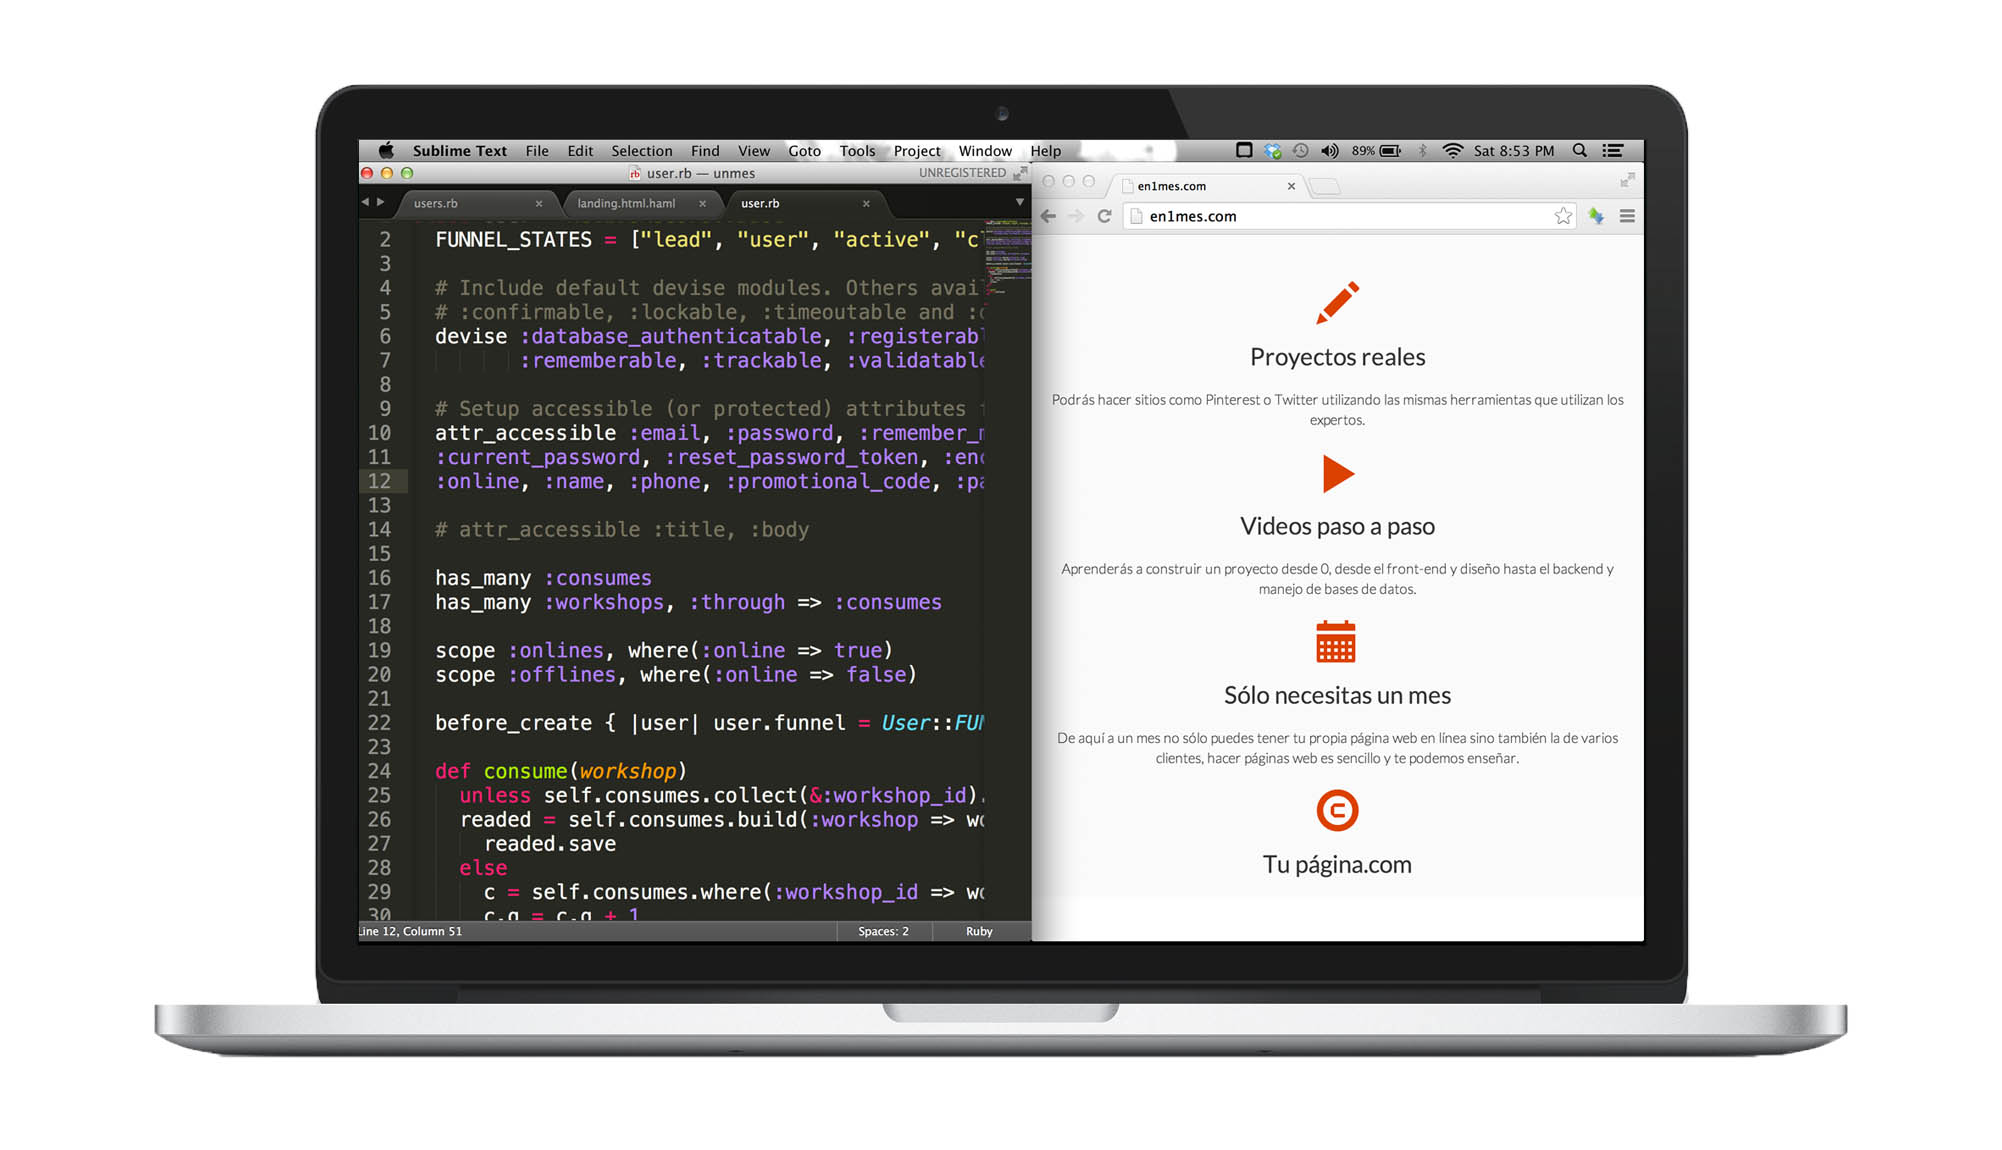 Sublime Text File Edit Selection Find View Goto Tools Project Window Help 89% Sat 8:53 PM
user.rb — unmes UNREGISTERED
users.rb landing.html.haml user.rb
2 FUNNEL_STATES = ["lead", "user", "active", "c
3
4 # Include default devise modules. Others avai
5 # :confirmable, :lockable, :timeoutable and :
6 devise :database_authenticatable, :registerabl
7 :rememberable, :trackable, :validatable
8
9 # Setup accessible (or protected) attributes
10 attr_accessible :email, :password, :remember_m
11 :current_password, :reset_password_token, :enc
12 :online, :name, :phone, :promotional_code, :pa
13
14 # attr_accessible :title, :body
15
16 has_many :consumes
17 has_many :workshops, :through => :consumes
18
19 scope :onlines, where(:online => true)
20 scope :offlines, where(:online => false)
21
22 before_create { |user| user.funnel = User::FUN
23
24 def consume(workshop)
25 unless self.consumes.collect(&:workshop_id).
26 readed = self.consumes.build(:workshop => wo
27 readed.save
28 else
29 c = self.consumes.where(:workshop_id => wo
30 c.q = c.q + 1
Line 12, Column 51 Spaces: 2 Ruby
en1mes.com
en1mes.com
Proyectos reales
Podrás hacer sitios como Pinterest o Twitter utilizando las mismas herramientas que utilizan los
expertos.
Videos paso a paso
Aprenderás a construir un proyecto desde 0, desde el front-end y diseño hasta el backend y
manejo de bases de datos.
Sólo necesitas un mes
De aquí a un mes no sólo puedes tener tu propia página web en línea sino también la de varios
clientes, hacer páginas web es sencillo y te podemos enseñar.
Tu página.com